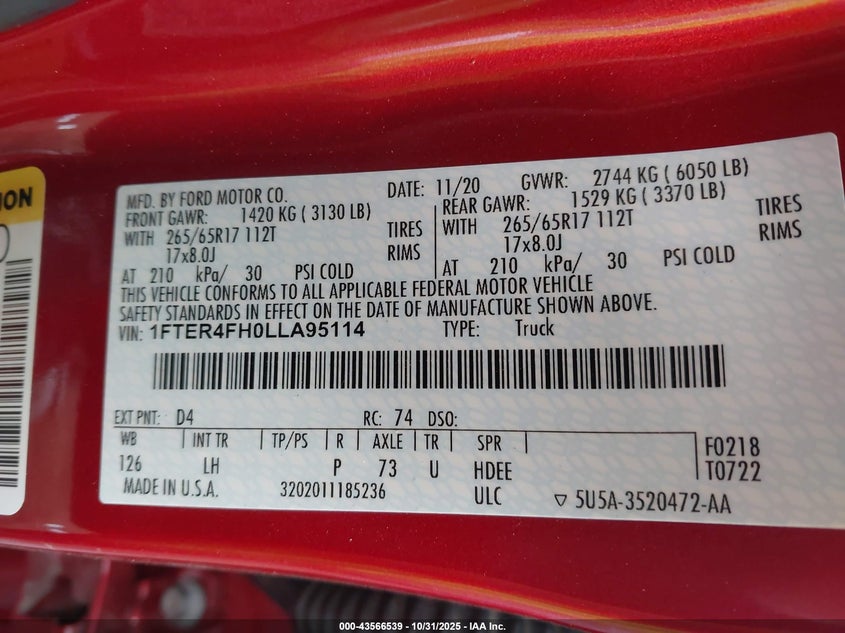 ION
MFD. BY FORD MOTOR CO. DATE: 11/20 GVWR: 2744 KG ( 6050 LB)
FRONT GAWR: 1420 KG ( 3130 LB) REAR GAWR: 1529 KG ( 3370 LB)
WITH 265/65R17 112T TIRES WITH 265/65R17 112T TIRES
17x8.0J RIMS 17x8.0J RIMS
AT 210 kPa/ 30 PSI COLD AT 210 kPa/ 30 PSI COLD
THIS VEHICLE CONFORMS TO ALL APPLICABLE FEDERAL MOTOR VEHICLE
SAFETY STANDARDS IN EFFECT ON THE DATE OF MANUFACTURE SHOWN ABOVE.
VIN: 1FTER4FH0LLA95114 TYPE: Truck
EXT PNT: D4 RC: 74 DSO:
WB INT TR TP/PS R AXLE TR SPR F0218
126 LH P 73 U HDEE T0722
MADE IN U.S.A. 3202011185236 ULC ▽ 5U5A-3520472-AA
000-43566539 - 10/31/2025 - IAA Inc.